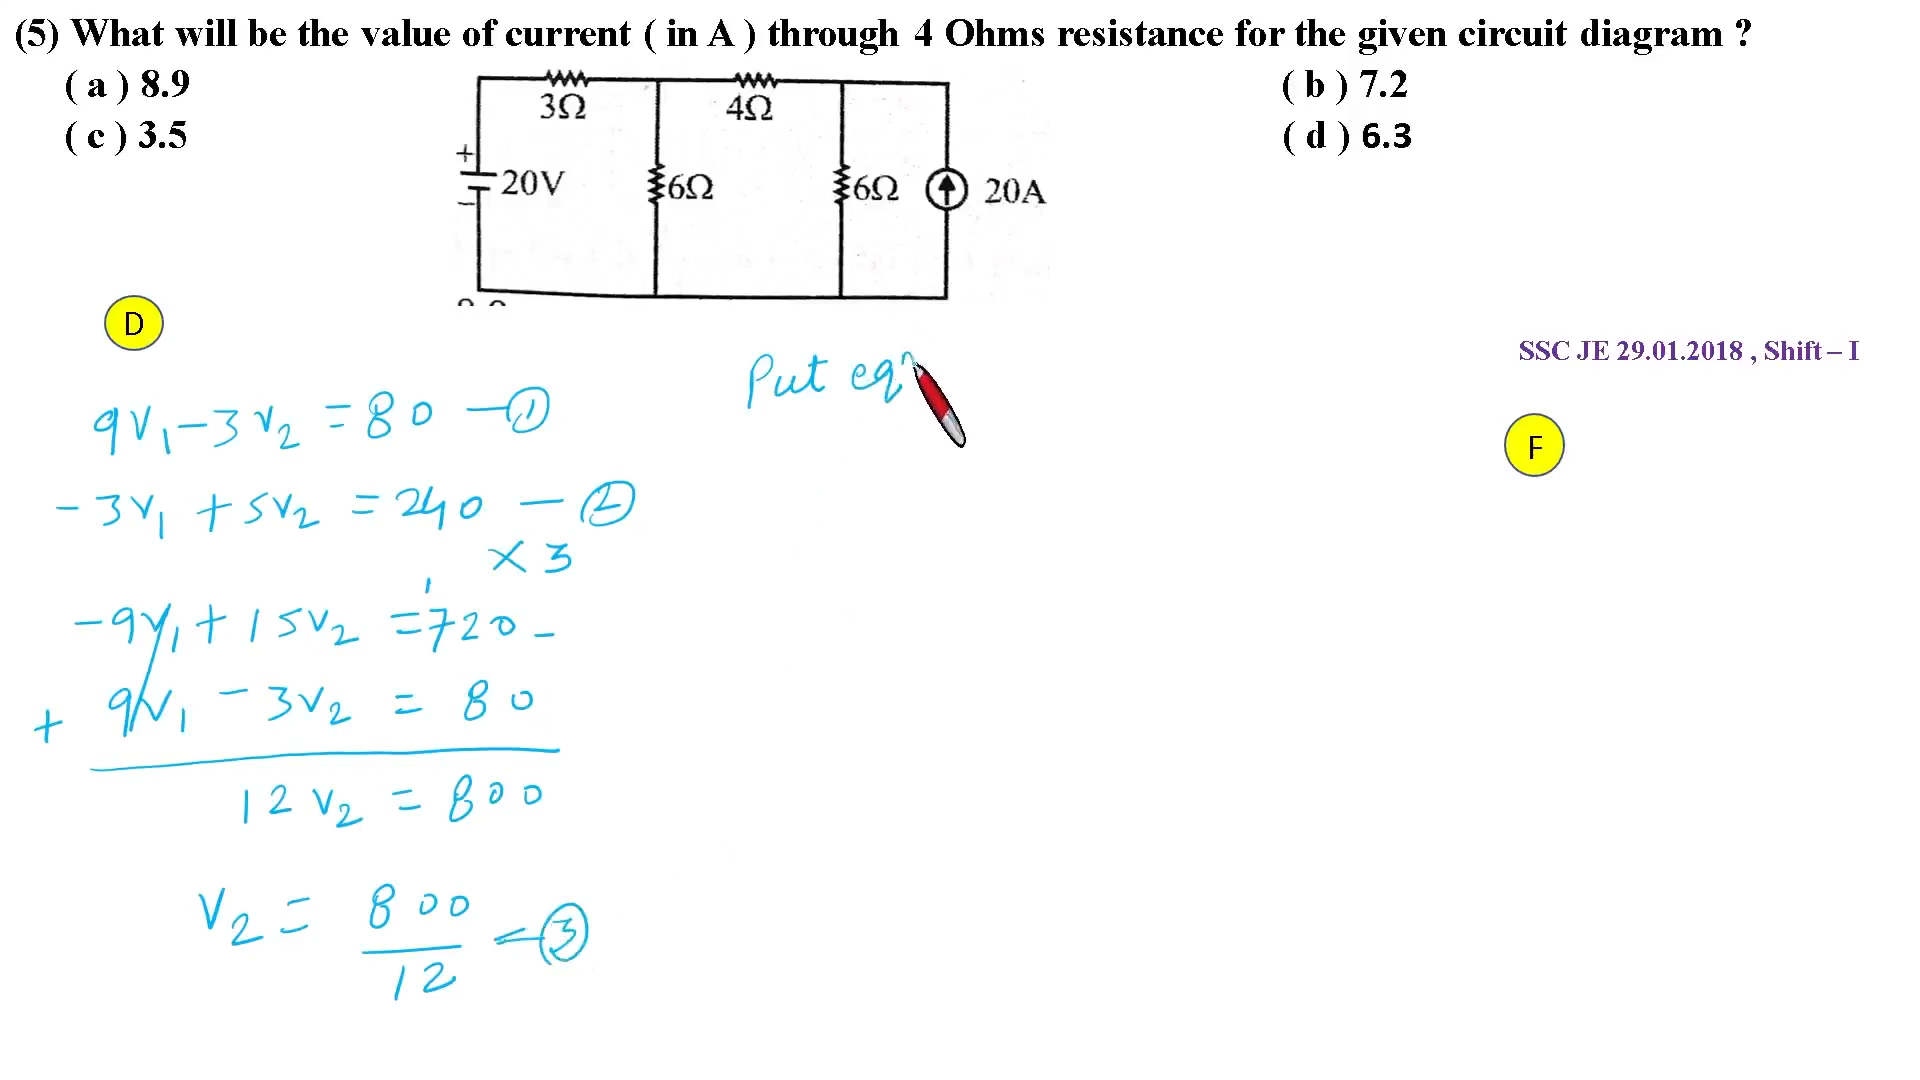 (5) What will be the value of current ( in A ) through 4 Ohms resistance for the given circuit diagram ?
( a ) 8.9
( b ) 7.2
( c ) 3.5
( d ) 6.3
3Ω
4Ω
+
20V
−
6Ω
6Ω
20A
D
SSC JE 29.01.2018 , Shift – I
F
9V₁ − 3V₂ = 80 — ①
− 3V₁ + 5V₂ = 240 — ②
× 3
− 9V₁ + 15V₂ = 720 −
+ 9V₁ − 3V₂ = 80
12 V₂ = 800
V₂ = 800
12
— ③
Put eqⁿ